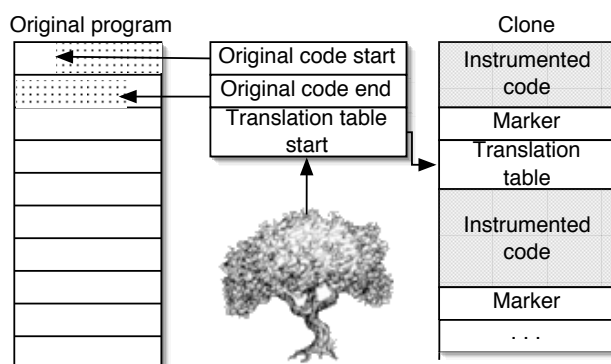 Original program
Clone
Original code start
Original code end
Translation table
start
Instrumented
code
Marker
Translation
table
Instrumented
code
Marker
. . .